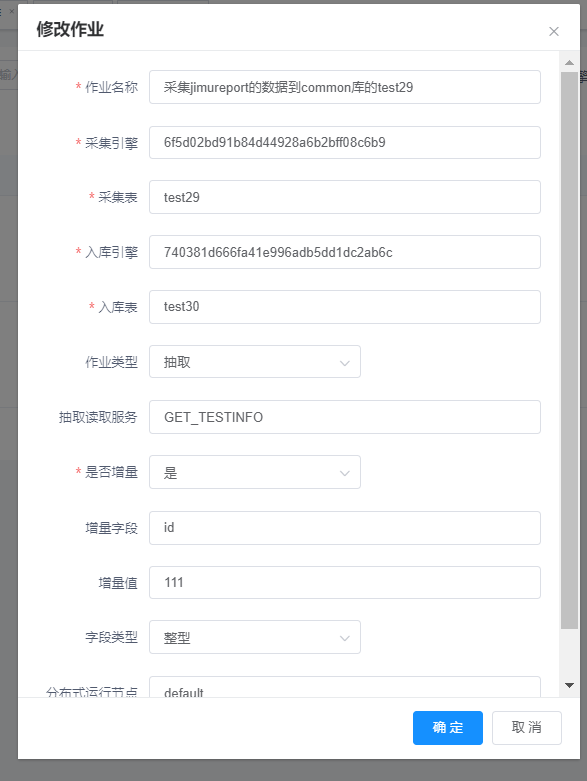 修改作业
* 作业名称 采集jimureport的数据到common库的test29
* 采集引擎 6f5d02bd91b84d44928a6b2bff08c6b9
* 采集表 test29
* 入库引擎 740381d666fa41e996adb5dd1dc2ab6c
* 入库表 test30
作业类型 抽取
抽取读取服务 GET_TESTINFO
* 是否增量 是
增量字段 id
增量值 111
字段类型 整型
分布式运行节点 default
确 定 取 消